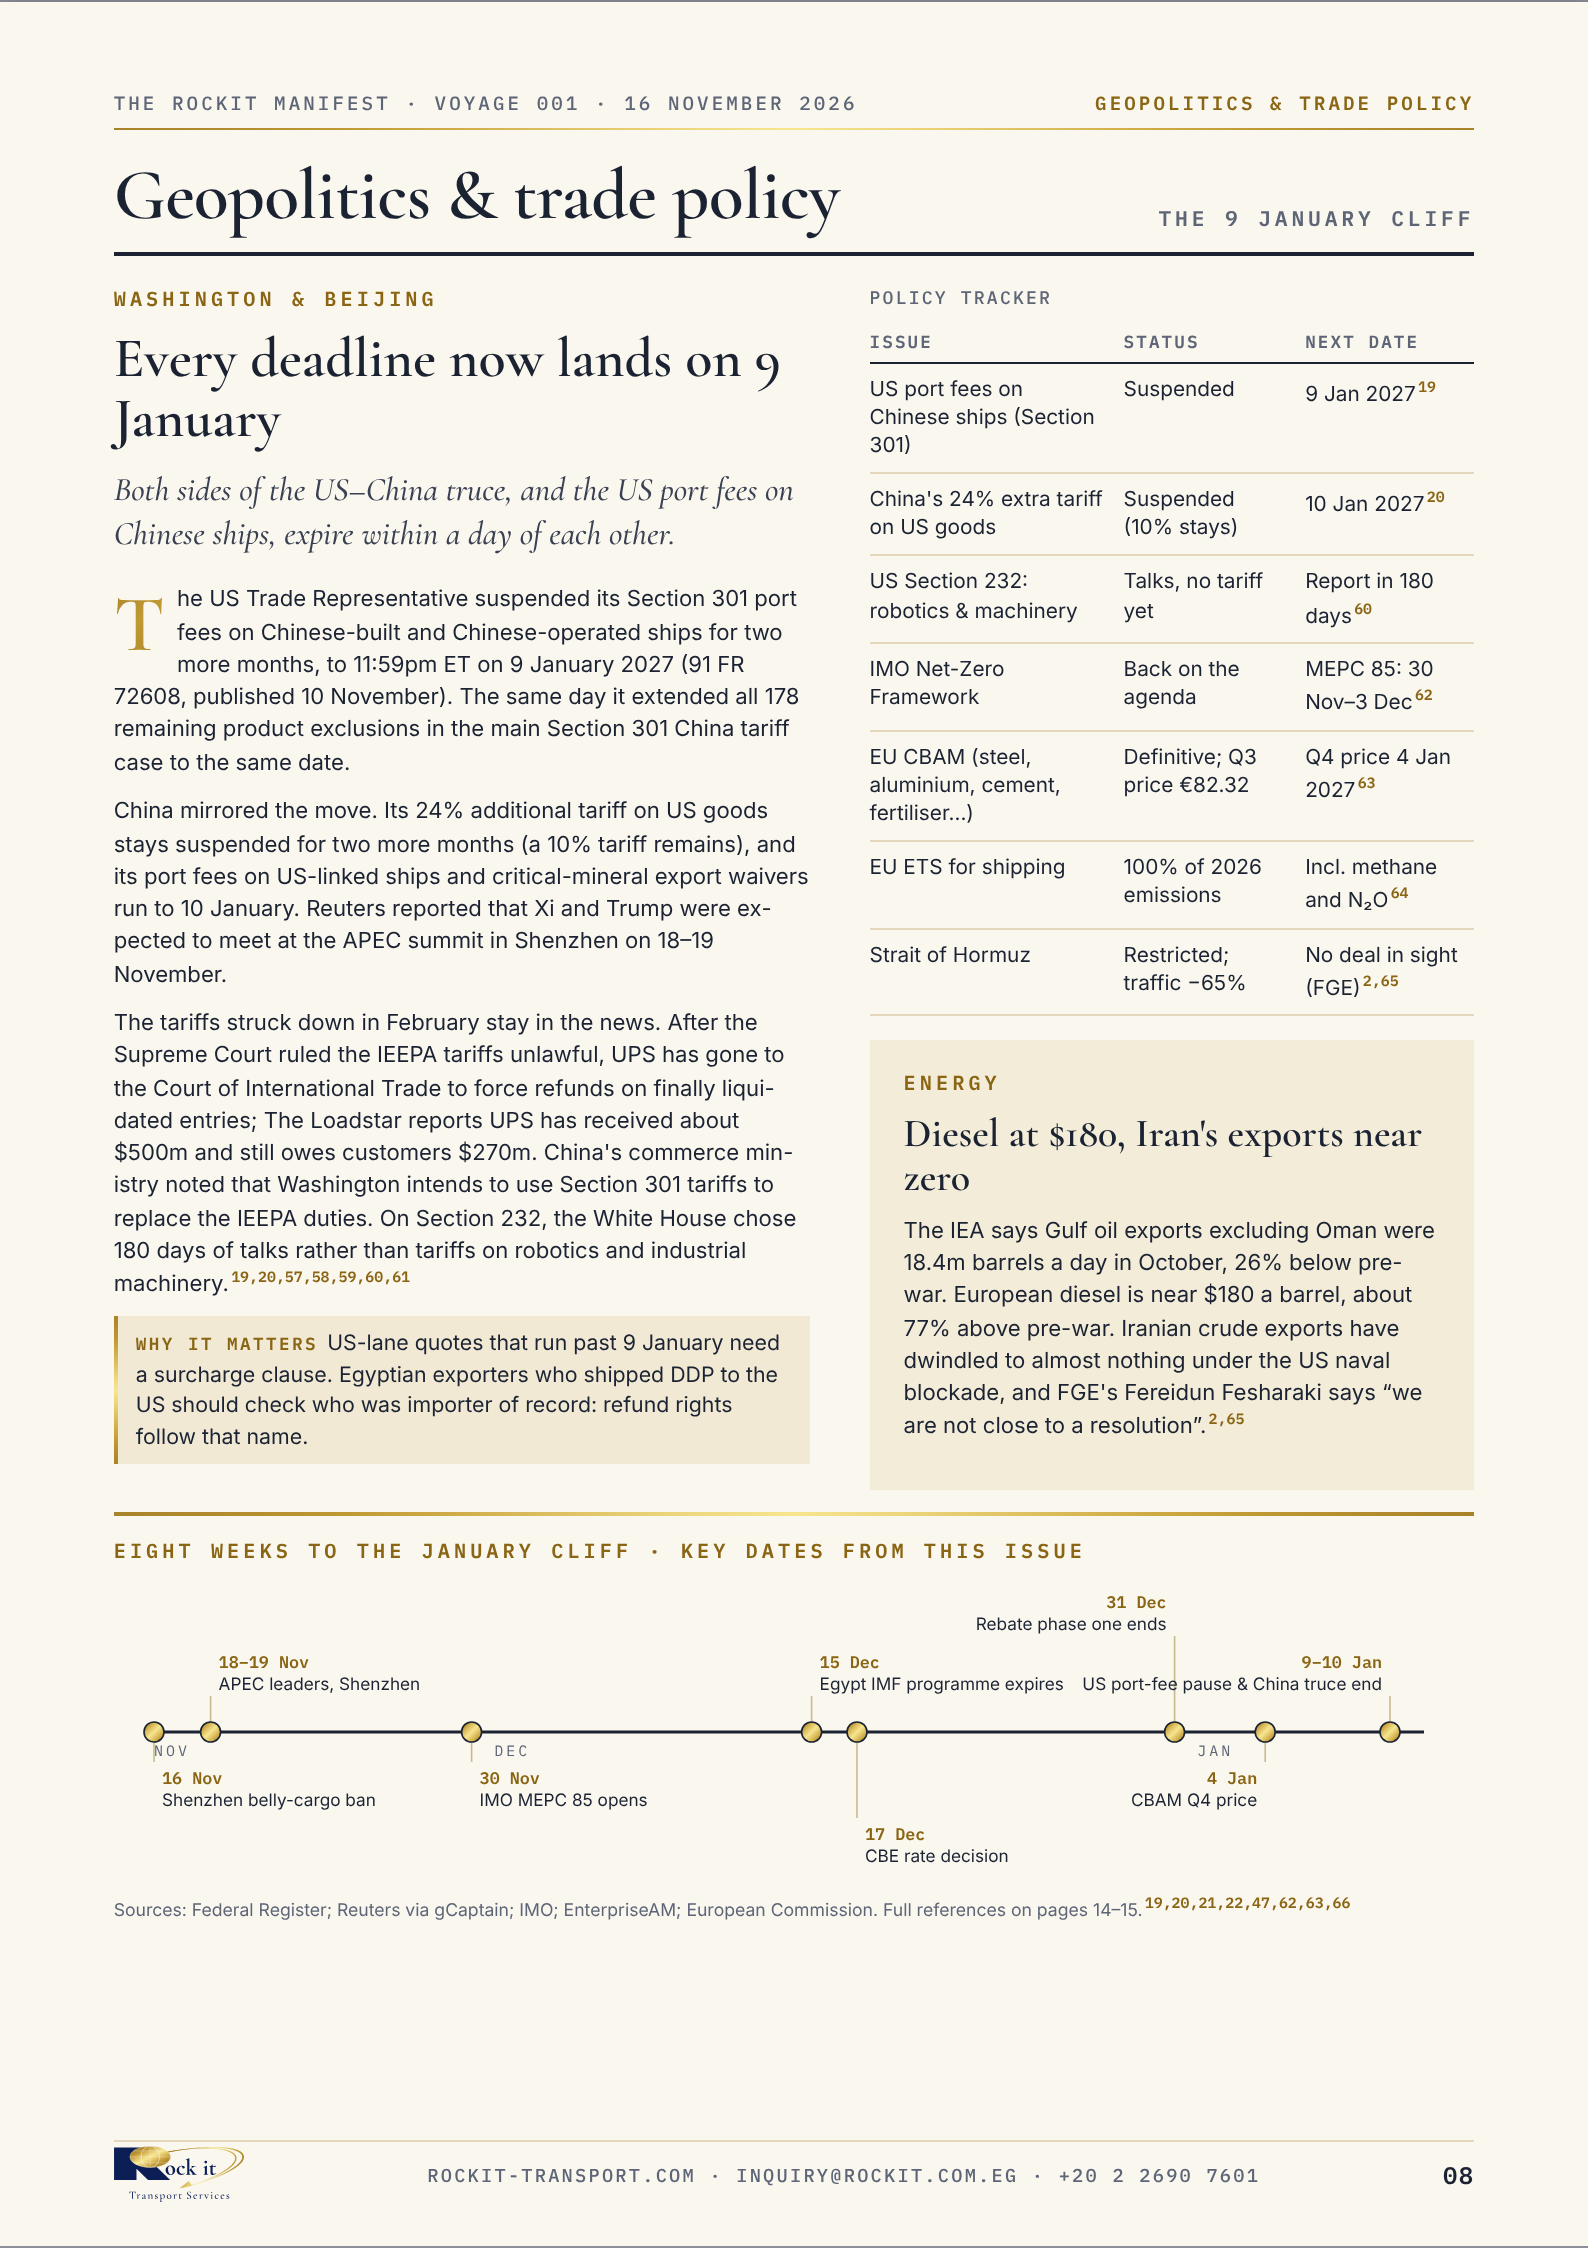 THE ROCKIT MANIFEST · VOYAGE 001 · 16 NOVEMBER 2026
GEOPOLITICS & TRADE POLICY
Geopolitics & trade policy
THE 9 JANUARY CLIFF
WASHINGTON & BEIJING
Every deadline now lands on 9
January
Both sides of the US–China truce, and the US port fees on
Chinese ships, expire within a day of each other.
The US Trade Representative suspended its Section 301 port
fees on Chinese-built and Chinese-operated ships for two
more months, to 11:59pm ET on 9 January 2027 (91 FR
72608, published 10 November). The same day it extended all 178
remaining product exclusions in the main Section 301 China tariff
case to the same date.
China mirrored the move. Its 24% additional tariff on US goods
stays suspended for two more months (a 10% tariff remains), and
its port fees on US-linked ships and critical-mineral export waivers
run to 10 January. Reuters reported that Xi and Trump were ex-
pected to meet at the APEC summit in Shenzhen on 18–19
November.
The tariffs struck down in February stay in the news. After the
Supreme Court ruled the IEEPA tariffs unlawful, UPS has gone to
the Court of International Trade to force refunds on finally liqui-
dated entries; The Loadstar reports UPS has received about
$500m and still owes customers $270m. China's commerce min-
istry noted that Washington intends to use Section 301 tariffs to
replace the IEEPA duties. On Section 232, the White House chose
180 days of talks rather than tariffs on robotics and industrial
machinery. 19,20,57,58,59,60,61
WHY IT MATTERS US-lane quotes that run past 9 January need
a surcharge clause. Egyptian exporters who shipped DDP to the
US should check who was importer of record: refund rights
follow that name.
POLICY TRACKER
ISSUE STATUS NEXT DATE
US port fees on Suspended 9 Jan 2027 19
Chinese ships (Section
301)
China's 24% extra tariff Suspended 10 Jan 2027 20
on US goods (10% stays)
US Section 232: Talks, no tariff Report in 180
robotics & machinery yet days 60
IMO Net-Zero Back on the MEPC 85: 30
Framework agenda Nov–3 Dec 62
EU CBAM (steel, Definitive; Q3 Q4 price 4 Jan
aluminium, cement, price €82.32 2027 63
fertiliser…)
EU ETS for shipping 100% of 2026 Incl. methane
emissions and N₂O 64
Strait of Hormuz Restricted; No deal in sight
traffic −65% (FGE) 2,65
ENERGY
Diesel at $180, Iran's exports near
zero
The IEA says Gulf oil exports excluding Oman were
18.4m barrels a day in October, 26% below pre-
war. European diesel is near $180 a barrel, about
77% above pre-war. Iranian crude exports have
dwindled to almost nothing under the US naval
blockade, and FGE's Fereidun Fesharaki says “we
are not close to a resolution”. 2,65
EIGHT WEEKS TO THE JANUARY CLIFF · KEY DATES FROM THIS ISSUE
31 Dec
Rebate phase one ends
18–19 Nov
APEC leaders, Shenzhen
15 Dec
Egypt IMF programme expires
9–10 Jan
US port-fee pause & China truce end
NOV DEC JAN
16 Nov
Shenzhen belly-cargo ban
30 Nov
IMO MEPC 85 opens
4 Jan
CBAM Q4 price
17 Dec
CBE rate decision
Sources: Federal Register; Reuters via gCaptain; IMO; EnterpriseAM; European Commission. Full references on pages 14–15. 19,20,21,22,47,62,63,66
Rock it
Transport Services
ROCKIT-TRANSPORT.COM · INQUIRY@ROCKIT.COM.EG · +20 2 2690 7601
08